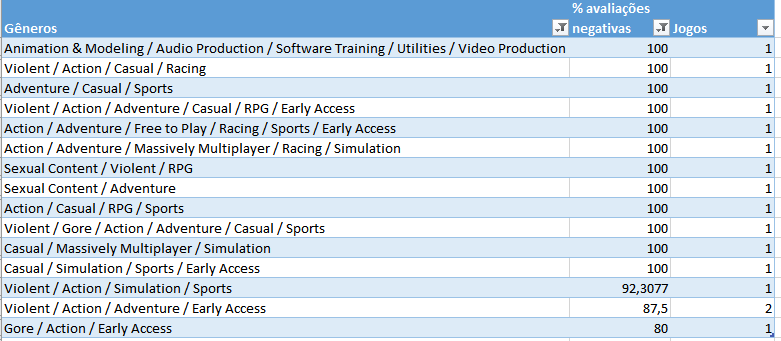 % avaliações
Gêneros negativas Jogos
Animation & Modeling / Audio Production / Software Training / Utilities / Video Production 100 1
Violent / Action / Casual / Racing 100 1
Adventure / Casual / Sports 100 1
Violent / Action / Adventure / Casual / RPG / Early Access 100 1
Action / Adventure / Free to Play / Racing / Sports / Early Access 100 1
Action / Adventure / Massively Multiplayer / Racing / Simulation 100 1
Sexual Content / Violent / RPG 100 1
Sexual Content / Adventure 100 1
Action / Casual / RPG / Sports 100 1
Violent / Gore / Action / Adventure / Casual / Sports 100 1
Casual / Massively Multiplayer / Simulation 100 1
Casual / Simulation / Sports / Early Access 100 1
Violent / Action / Simulation / Sports 92,3077 1
Violent / Action / Adventure / Early Access 87,5 2
Gore / Action / Early Access 80 1